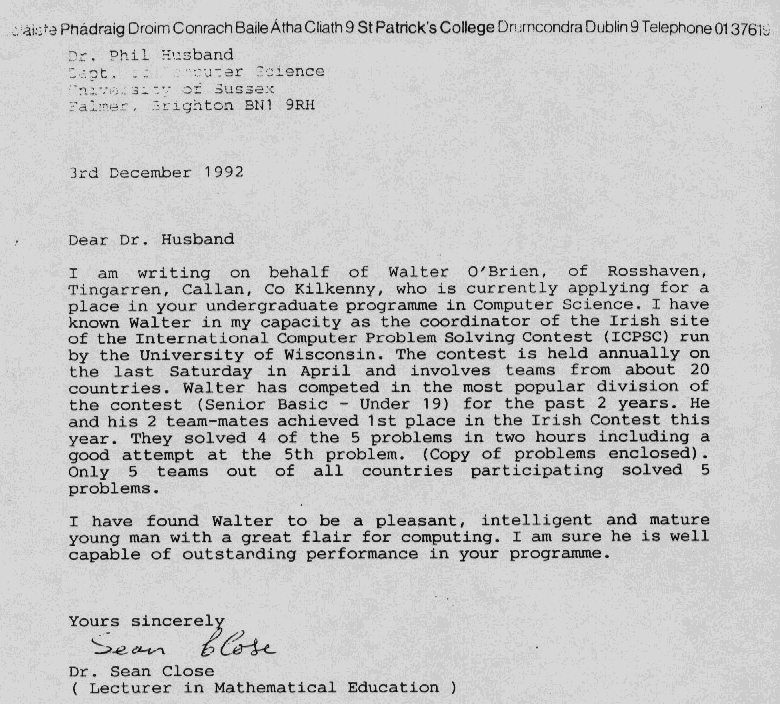 Phádraig Droim Conrach Baile Átha Cliath 9 St Patrick's College Drumcondra Dublin 9 Telephone 01 3761
Dr. Phil Husband
Dept. of Computer Science
University of Sussex
Falmer, Brighton BN1 9RH
3rd December 1992
Dear Dr. Husband
I am writing on behalf of Walter O'Brien, of Rosshaven,
Tingarren, Callan, Co Kilkenny, who is currently applying for a
place in your undergraduate programme in Computer Science. I have
known Walter in my capacity as the coordinator of the Irish site
of the International Computer Problem Solving Contest (ICPSC) run
by the University of Wisconsin. The contest is held annually on
the last Saturday in April and involves teams from about 20
countries. Walter has competed in the most popular division of
the contest (Senior Basic - Under 19) for the past 2 years. He
and his 2 team-mates achieved 1st place in the Irish Contest this
year. They solved 4 of the 5 problems in two hours including a
good attempt at the 5th problem. (Copy of problems enclosed).
Only 5 teams out of all countries participating solved 5
problems.
I have found Walter to be a pleasant, intelligent and mature
young man with a great flair for computing. I am sure he is well
capable of outstanding performance in your programme.
Yours sincerely
Sean Close
Dr. Sean Close
( Lecturer in Mathematical Education )